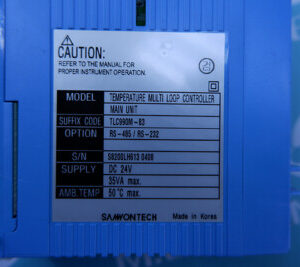 CAUTION:
REFER TO THE MANUAL FOR
PROPER INSTRUMENT OPERATION.
MODEL TEMPERATURE MULTI LOOP CONTROLLER
MAIN UNIT
SUFFIX CODE TLC990M-83
OPTION RS-485 / RS-232
S/N S9200LH613 0409
SUPPLY DC 24V
35VA max.
AMB.TEMP 50 °C max.
SAMWONTECH Made in Korea